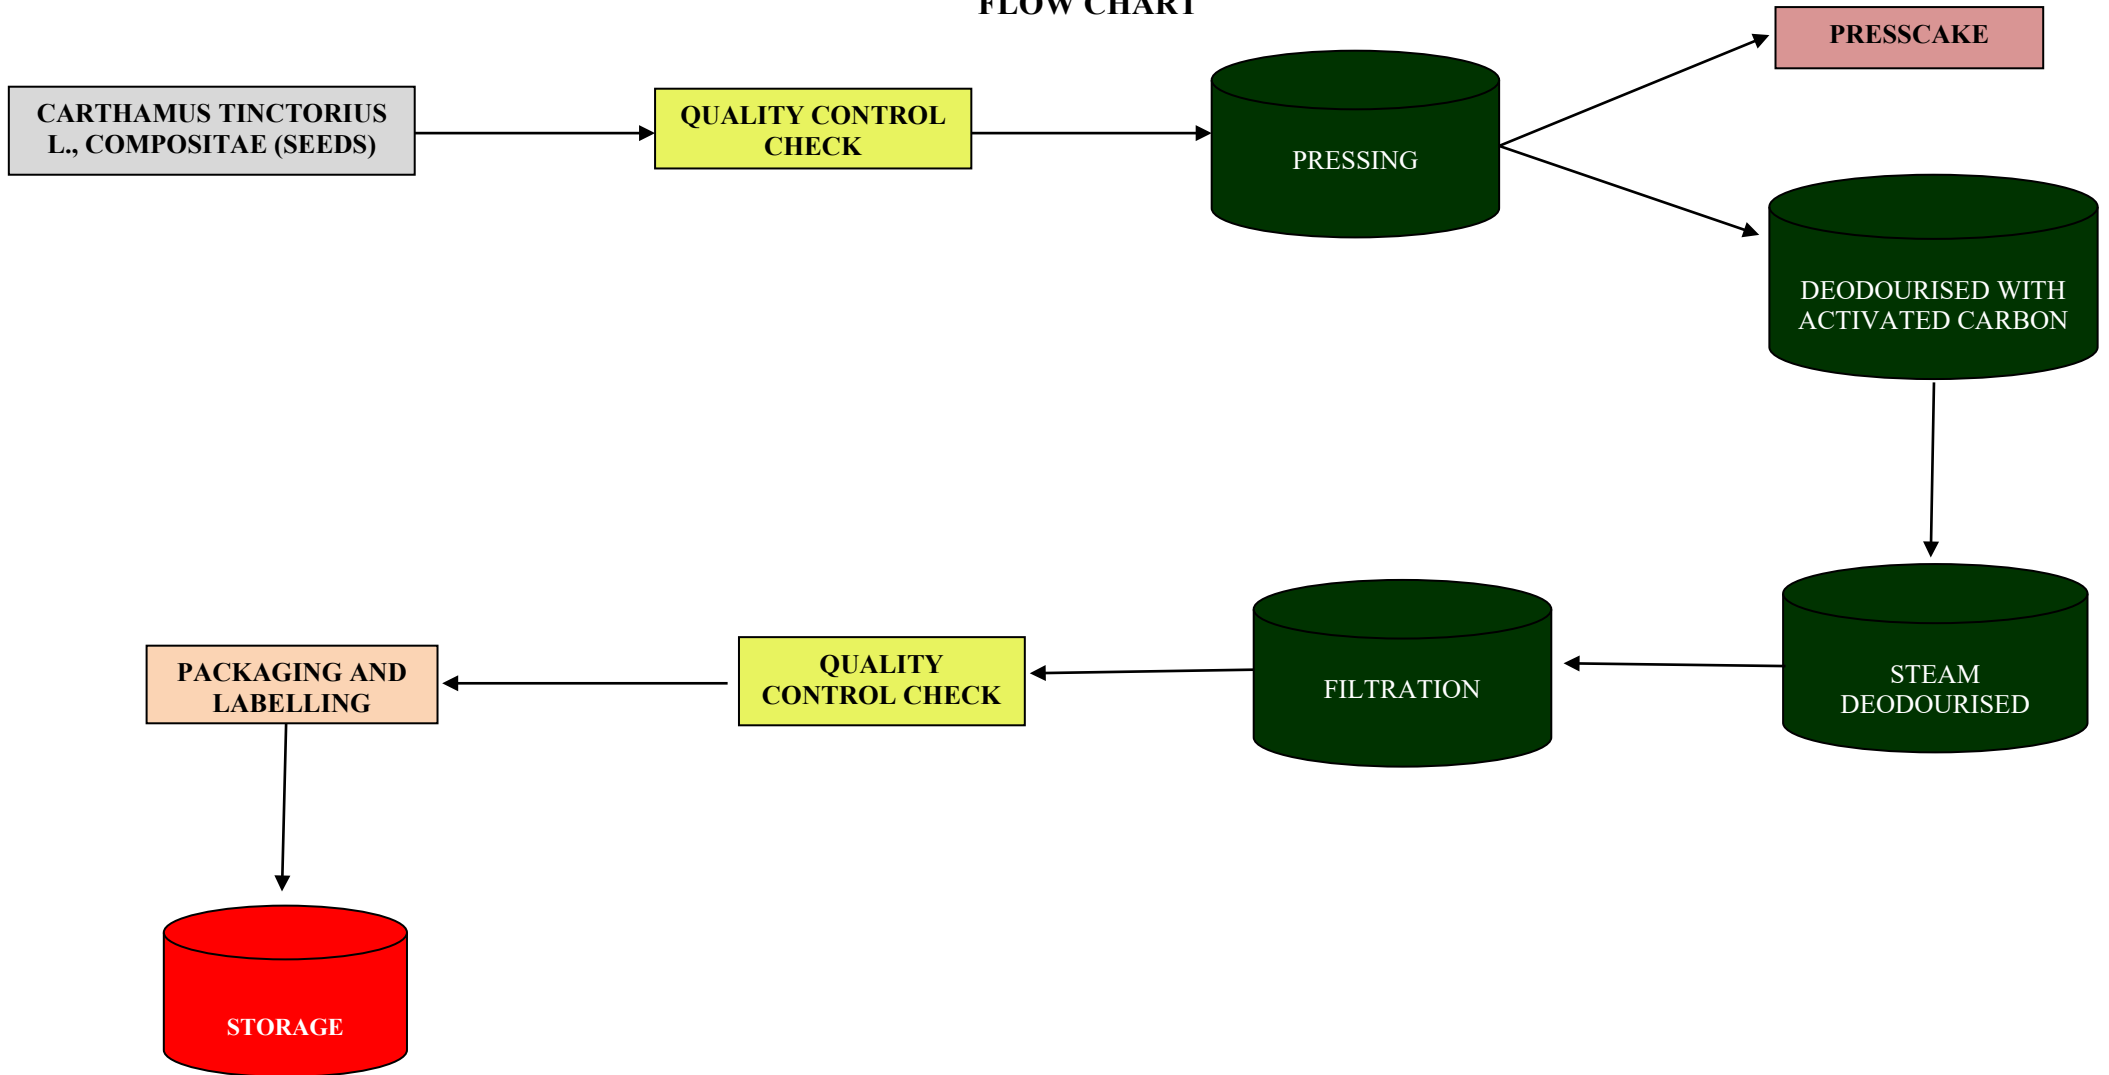 FLOW CHART
PRESSCAKE
CARTHAMUS TINCTORIUS
L., COMPOSITAE (SEEDS)
QUALITY CONTROL
CHECK
PRESSING
DEODOURISED WITH
ACTIVATED CARBON
STEAM
DEODOURISED
FILTRATION
QUALITY
CONTROL CHECK
PACKAGING AND
LABELLING
STORAGE